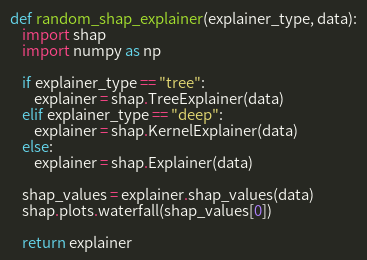 def random_shap_explainer(explainer_type, data):
    import shap
    import numpy as np

    if explainer_type == "tree":
        explainer = shap.TreeExplainer(data)
    elif explainer_type == "deep":
        explainer = shap.KernelExplainer(data)
    else:
        explainer = shap.Explainer(data)

    shap_values = explainer.shap_values(data)
    shap.plots.waterfall(shap_values[0])

    return explainer